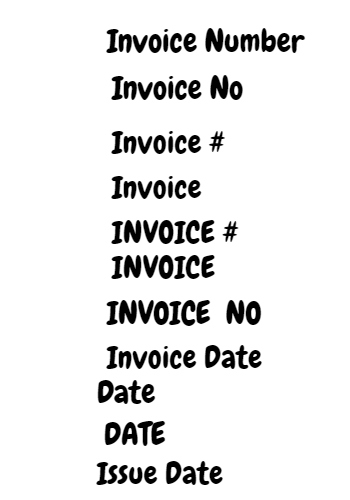 Invoice Number
Invoice No
Invoice #
Invoice
INVOICE #
INVOICE
INVOICE NO
Invoice Date
Date
DATE
Issue Date